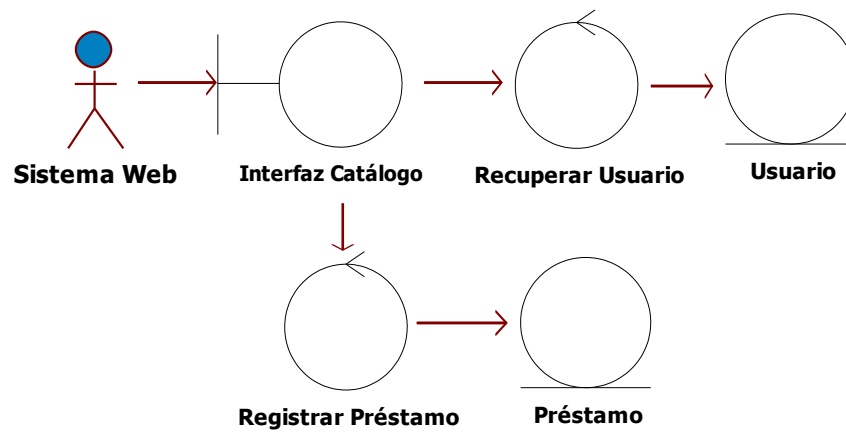 Sistema Web
Interfaz Catálogo
Recuperar Usuario
Usuario
Registrar Préstamo
Préstamo